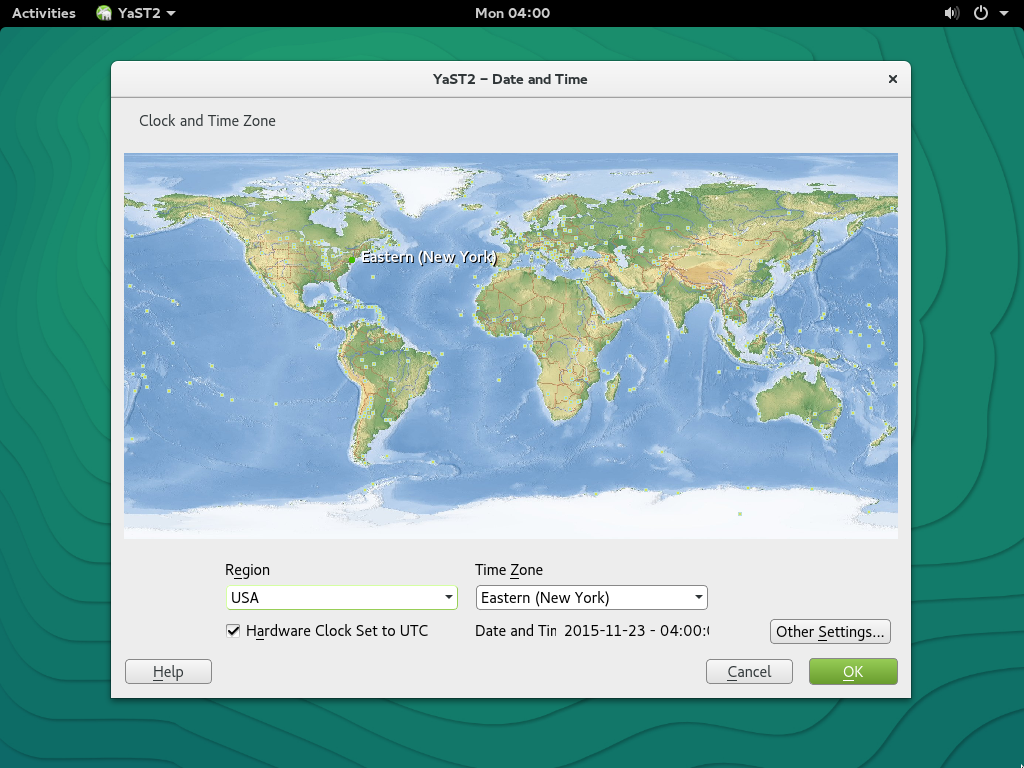 Activities YaST2 Mon 04:00
YaST2 – Date and Time
Clock and Time Zone
Eastern (New York)
Region Time Zone
USA Eastern (New York)
Hardware Clock Set to UTC Date and Tin 2015-11-23 - 04:00: Other Settings...
Help Cancel OK